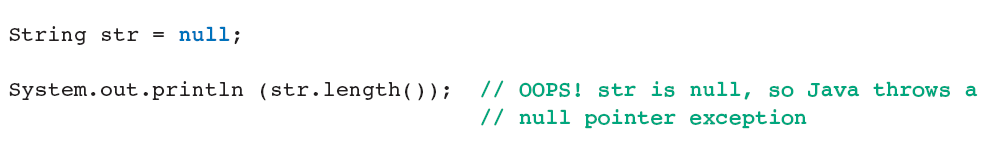 String str = null;
System.out.println (str.length());  // OOPS! str is null, so Java throws a
// null pointer exception